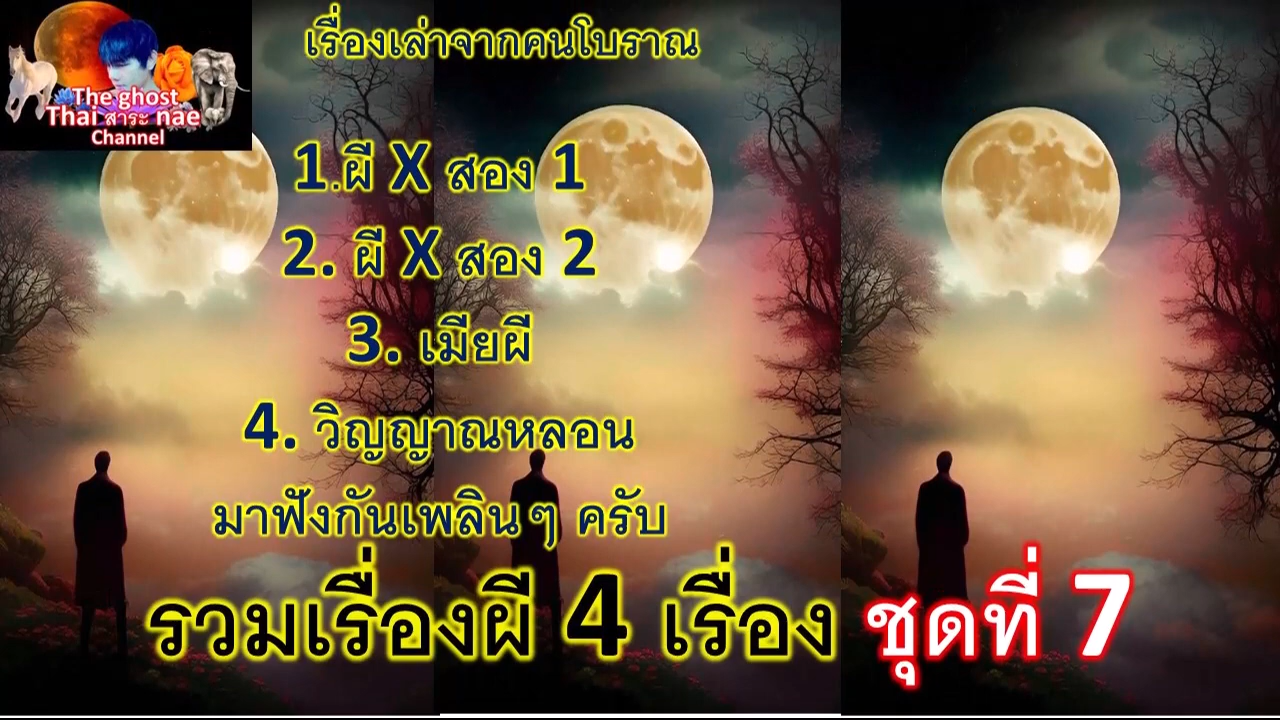 The ghost
Thai สาระ nae
Channel
เรื่องเล่าจากคนโบราณ
1.ผี X สอง 1
2. ผี X สอง 2
3. เมียผี
4. วิญญาณหลอน
มาฟังกันเพลินๆ ครับ
รวมเรื่องผี 4 เรื่อง ชุดที่ 7